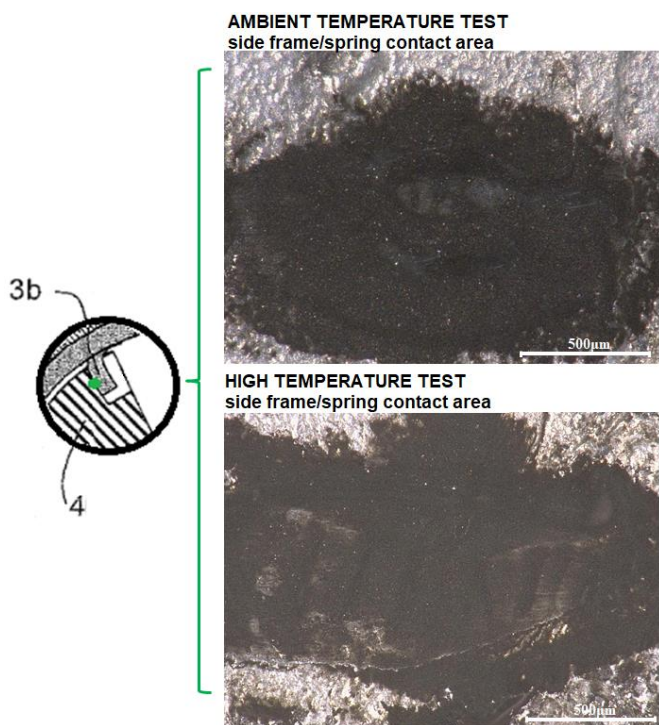 AMBIENT TEMPERATURE TEST
side frame/spring contact area
500µm
3b
4
HIGH TEMPERATURE TEST
side frame/spring contact area
500µm